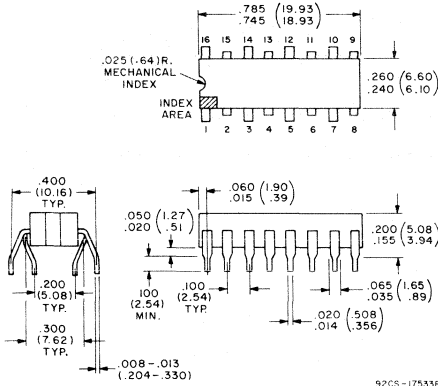 .785 (19.93)
.745 (18.93)
16 15 14 13 12 11 10 9
.025 (.64) R.
MECHANICAL
INDEX
INDEX
AREA
.260 (6.60)
.240 (6.10)
1 2 3 4 5 6 7 8
.400
(10.16)
TYP.
.060 (1.90)
.015 (.39)
.050 (1.27)
.020 (.51)
.200 (5.08)
.155 (3.94)
.200
(5.08)
TYP.
.100
(2.54)
MIN.
.100
(2.54)
TYP.
.065 (1.65)
.035 (.89)
.300
(7.62)
TYP.
.020 (.508)
.014 (.356)
.008-.013
(.204-.330)